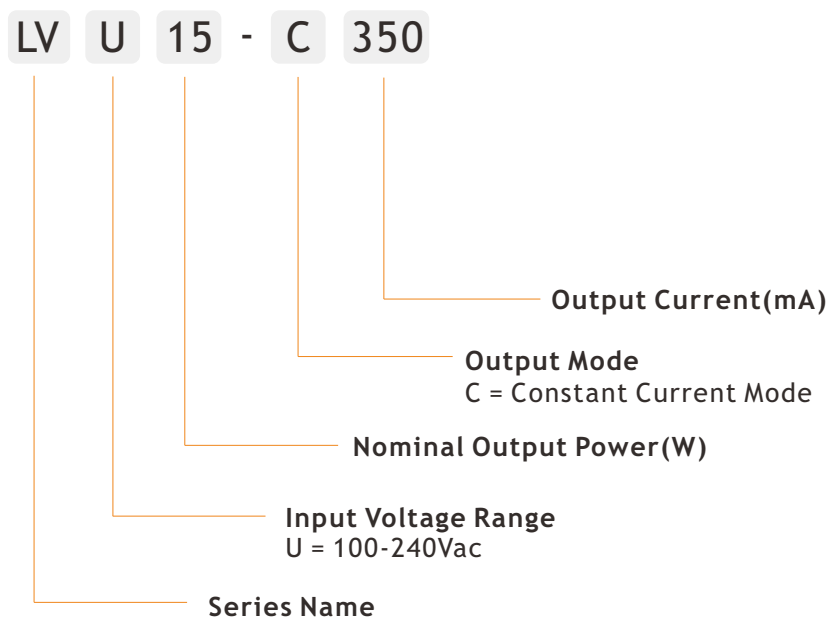 LV U 15 - C 350
Output Current(mA)
Output Mode
C = Constant Current Mode
Nominal Output Power(W)
Input Voltage Range
U = 100-240Vac
Series Name